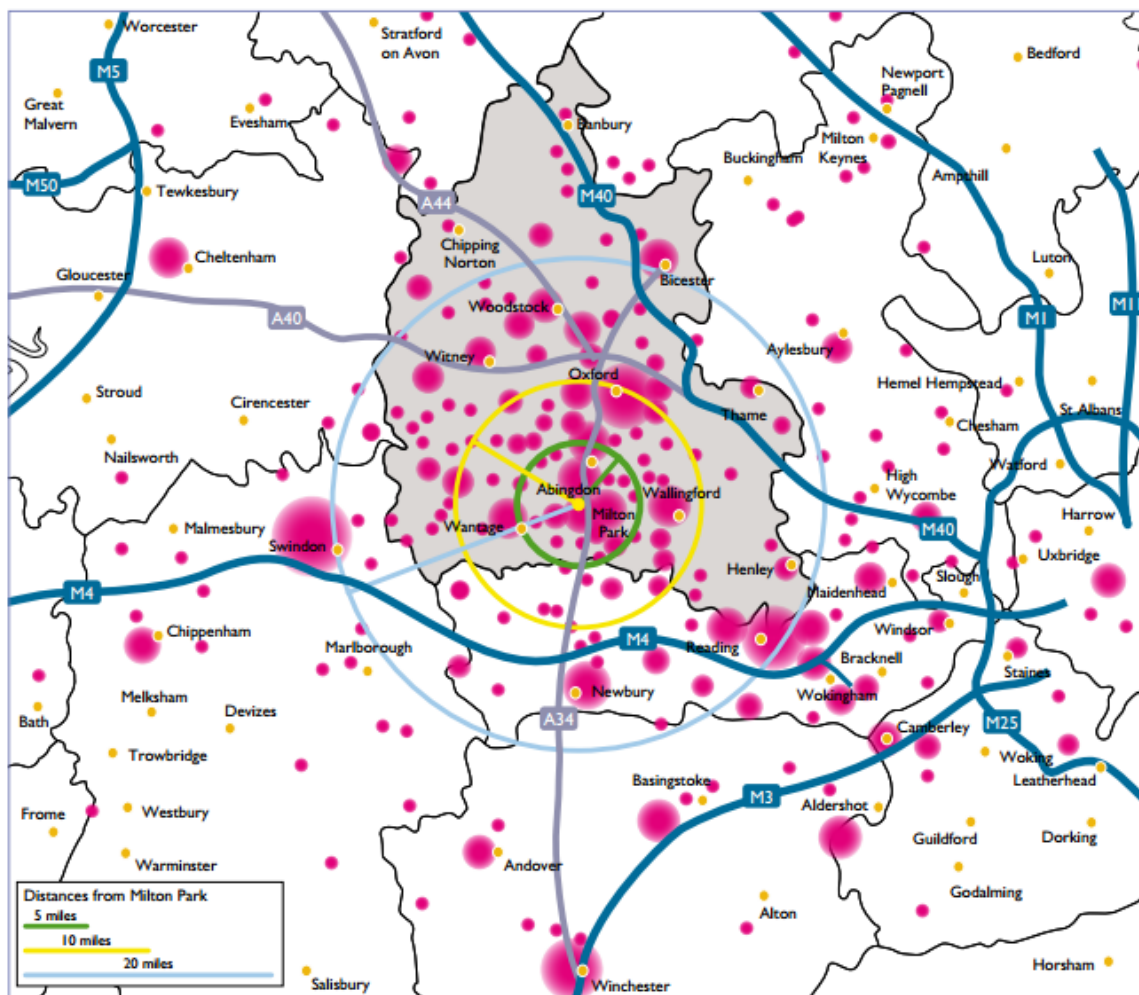 Worcester
Stratford
on Avon
Bedford
M5
Newport
Pagnell
Great
Malvern
Evesham
Banbury
Milton
Keynes
Buckingham
Ampthill
M50
Tewkesbury
M40
A44
Chipping
Norton
Cheltenham
Luton
Gloucester
Bicester
Woodstock
A40
M1
M1
Witney
Aylesbury
Oxford
Hemel Hempstead
Stroud
Cirencester
Thame
St Albans
Chesham
Nailsworth
Watford
High
Wycombe
Abingdon
Wallingford
Malmesbury
Wantage
Milton
Park
Harrow
M40
Swindon
Uxbridge
Henley
Slough
M4
Maidenhead
Chippenham
Windsor
M4
Reading
Marlborough
Bracknell
Staines
Melksham
Newbury
Wokingham
Bath
Devizes
A34
M25
Camberley
Trowbridge
Woking
Leatherhead
Basingstoke
M3
Aldershot
Frome
Westbury
Guildford
Dorking
Warminster
Andover
Godalming
Distances from Milton Park
5 miles
Alton
10 miles
20 miles
Salisbury
Winchester
Horsham